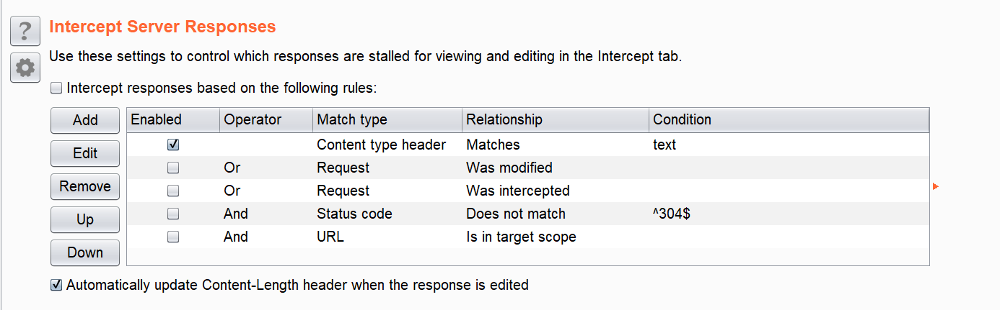 Intercept Server Responses
Use these settings to control which responses are stalled for viewing and editing in the Intercept tab.
Intercept responses based on the following rules:
Add
Edit
Remove
Up
Down
Enabled Operator Match type Relationship Condition
Content type header Matches text
Or Request Was modified
Or Request Was intercepted
And Status code Does not match ^304$
And URL Is in target scope
Automatically update Content-Length header when the response is edited